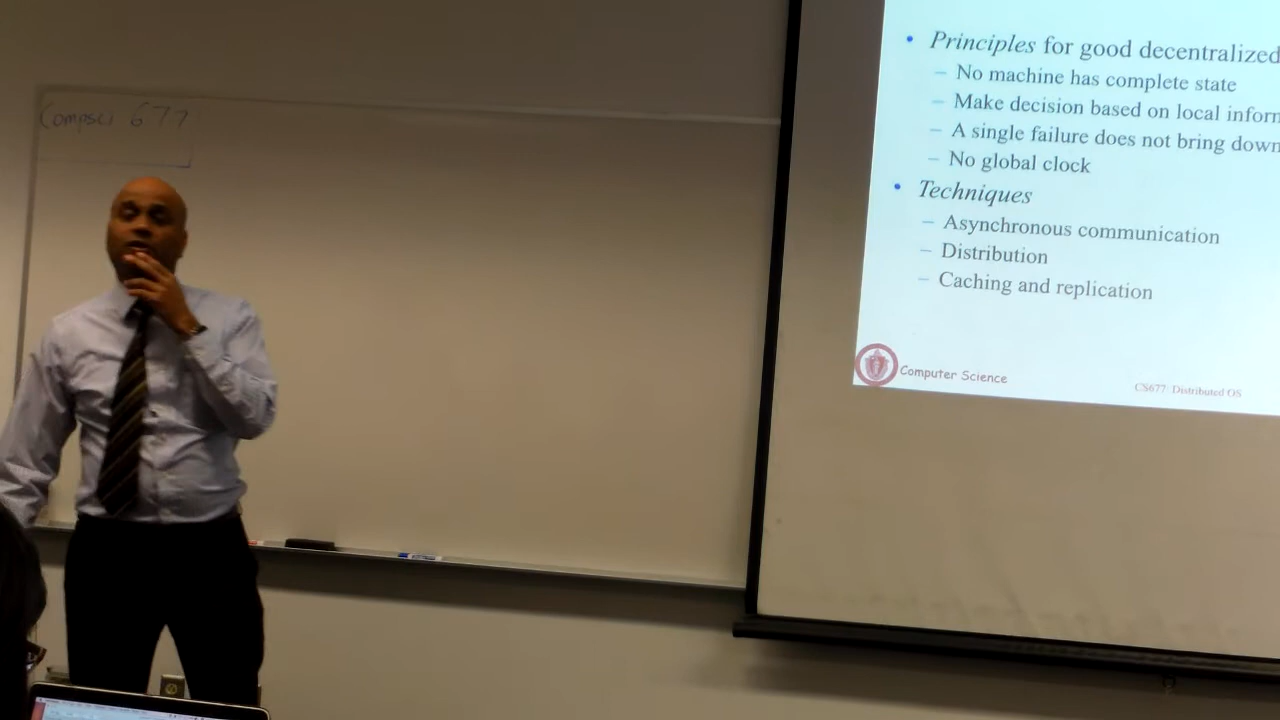 Compsci 677
• Principles for good decentralized
– No machine has complete state
– Make decision based on local inform
– A single failure does not bring down
– No global clock
• Techniques
– Asynchronous communication
– Distribution
– Caching and replication
Computer Science
CS677: Distributed OS